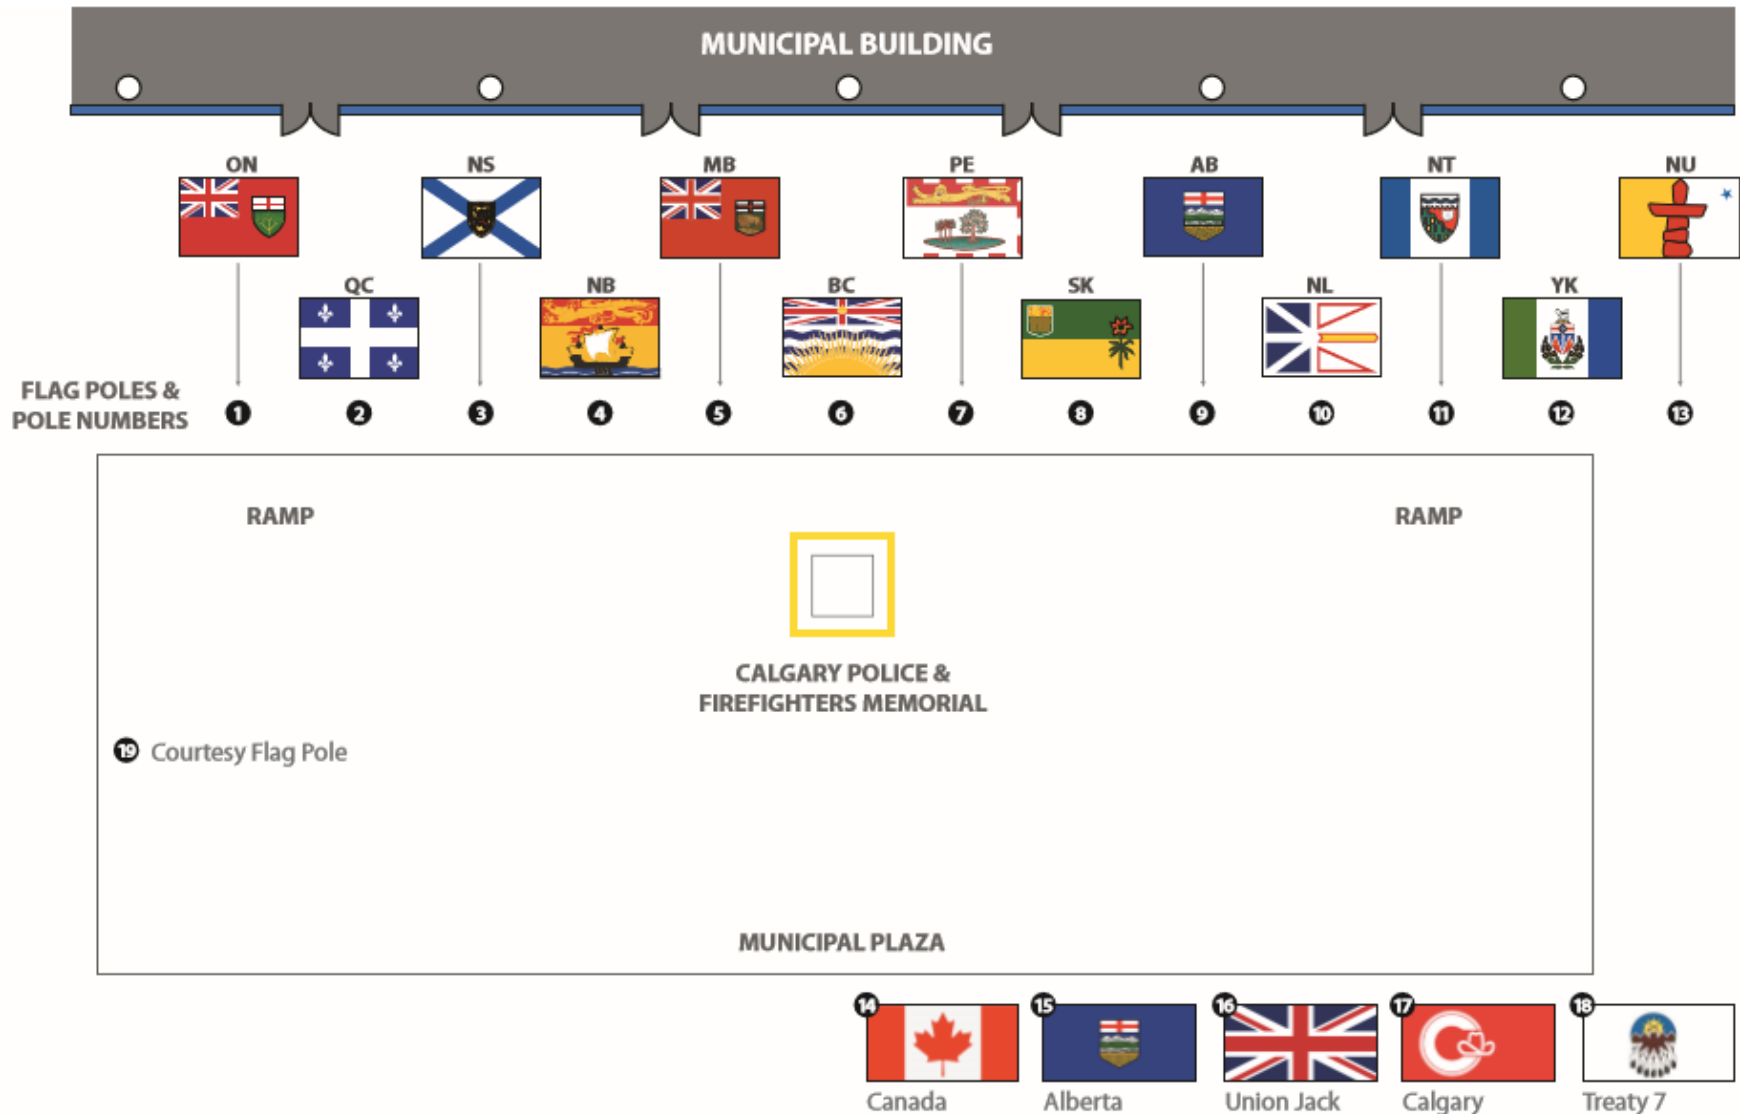 MUNICIPAL BUILDING
ON NS MB PE AB NT NU
QC NB BC SK NL YK
FLAG POLES &
POLE NUMBERS
1 2 3 4 5 6 7 8 9 10 11 12 13
RAMP RAMP
CALGARY POLICE &
FIREFIGHTERS MEMORIAL
19 Courtesy Flag Pole
MUNICIPAL PLAZA
14 15 16 17 18
Canada Alberta Union Jack Calgary Treaty 7